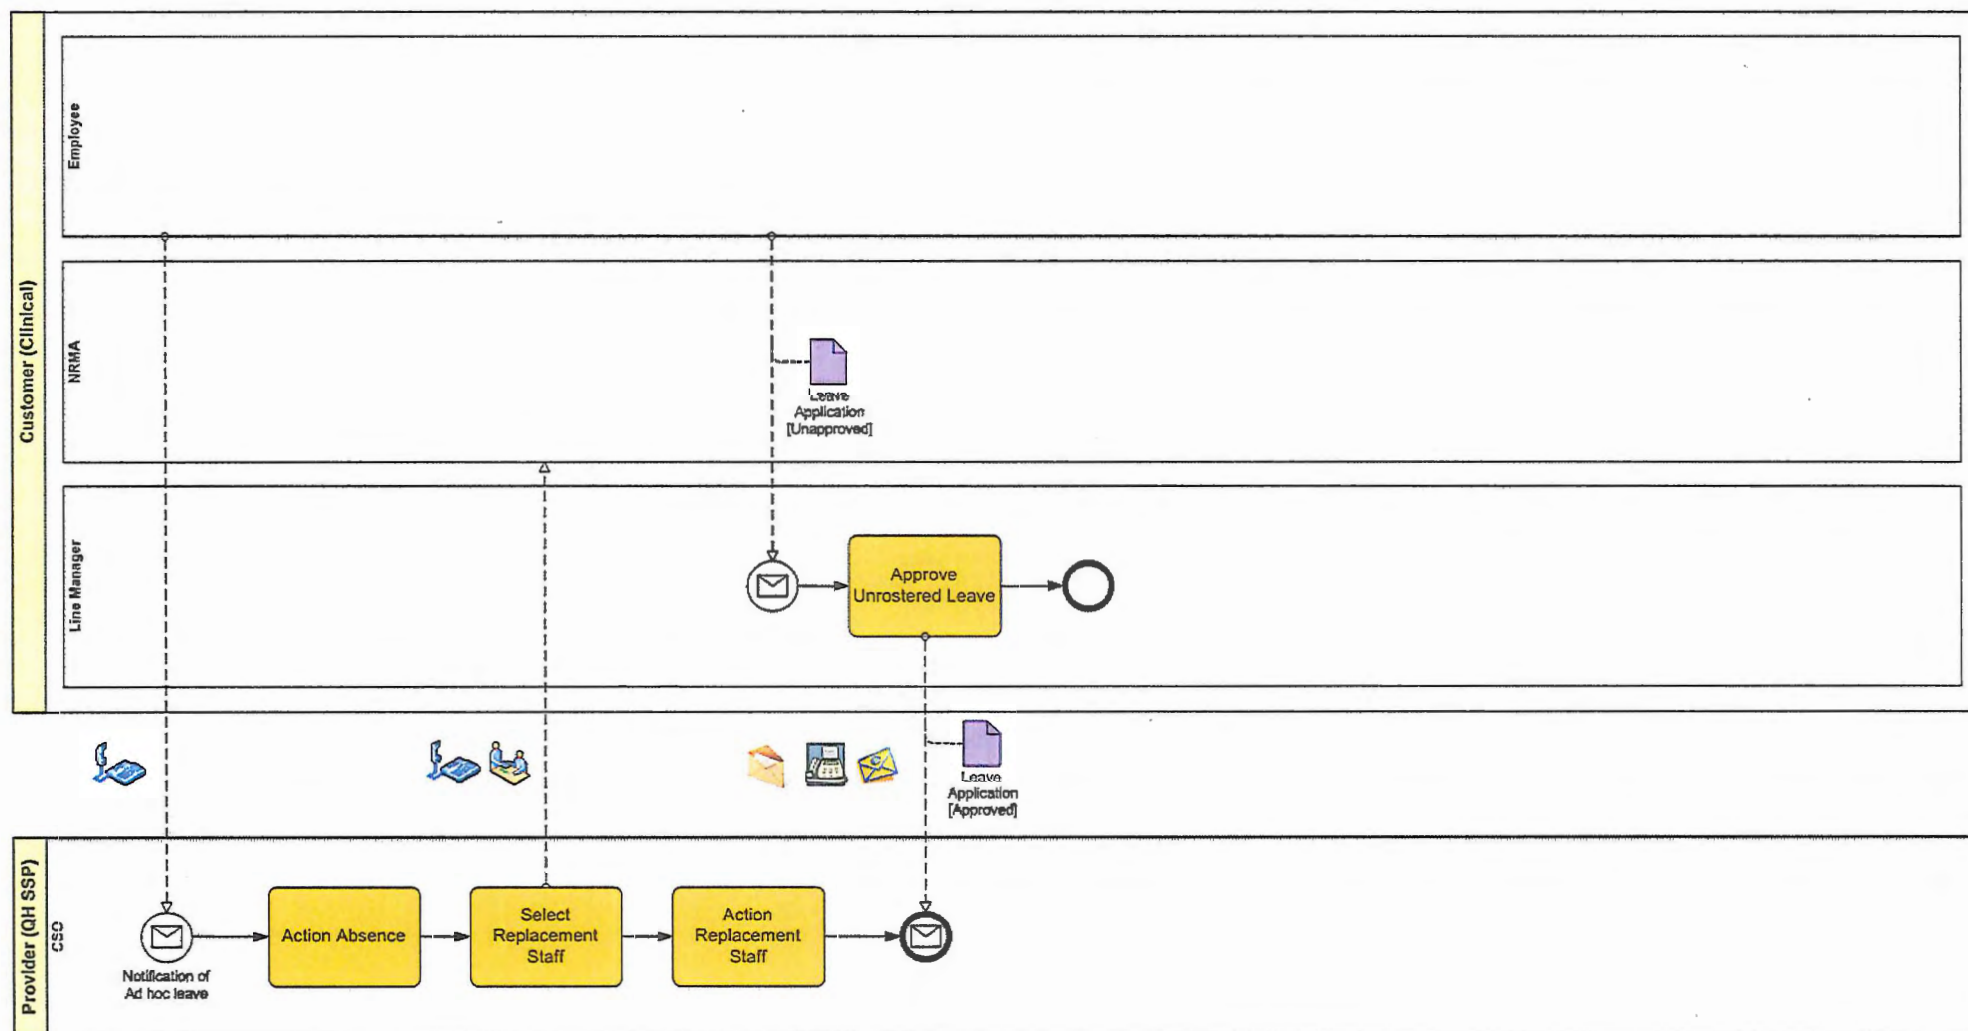 Customer (Clinical)
Employee
NRMA
Leave
Application
[Unapproved]
Line Manager
Approve
Unrostered Leave
Leave
Application
[Approved]
Provider (QH SSP)
CSO
Notification of
Ad hoc leave
Action Absence
Select
Replacement
Staff
Action
Replacement
Staff